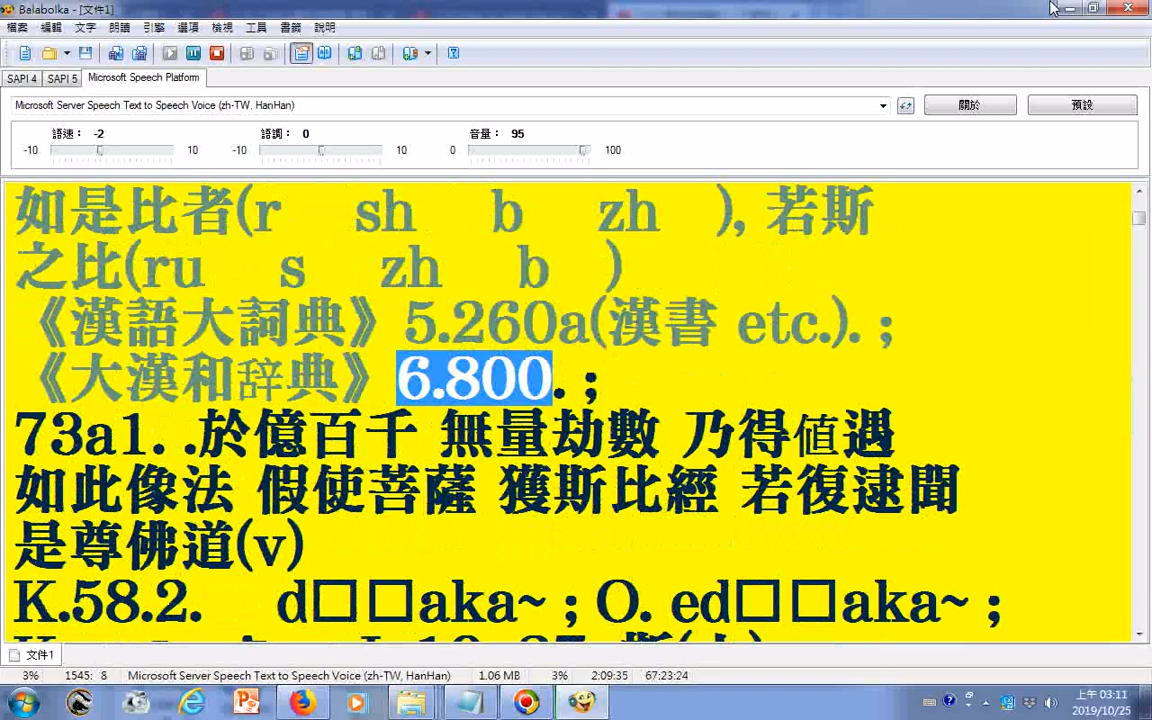 Balabolka - [文件1]
檔案 編輯 文字 朗讀 引擎 選項 檢視 工具 書籤 說明
SAPI 4 SAPI 5 Microsoft Speech Platform
Microsoft Server Speech Text to Speech Voice (zh-TW, HanHan) 關於 預設
語速： -2 語調： 0 音量： 95
-10 10 -10 10 0 100
如是比者(r sh b zh ), 若斯
之比(ru s zh b )
《漢語大詞典》 5.260a(漢書 etc.). ;
《大漢和辞典》 6.800. ;
73a1. .於億百千 無量劫數 乃得値遇
如此像法 假使菩薩 獲斯比經 若復逮聞
是尊佛道(v)
K.58.2. d□□aka~ ; O. ed□□aka~ ;
文件1
3% 1545: 8 Microsoft Server Speech Text to Speech Voice (zh-TW, HanHan) 1.06 MB 3% 2:09:35 67:23:24
上午 03:11
2019/10/25